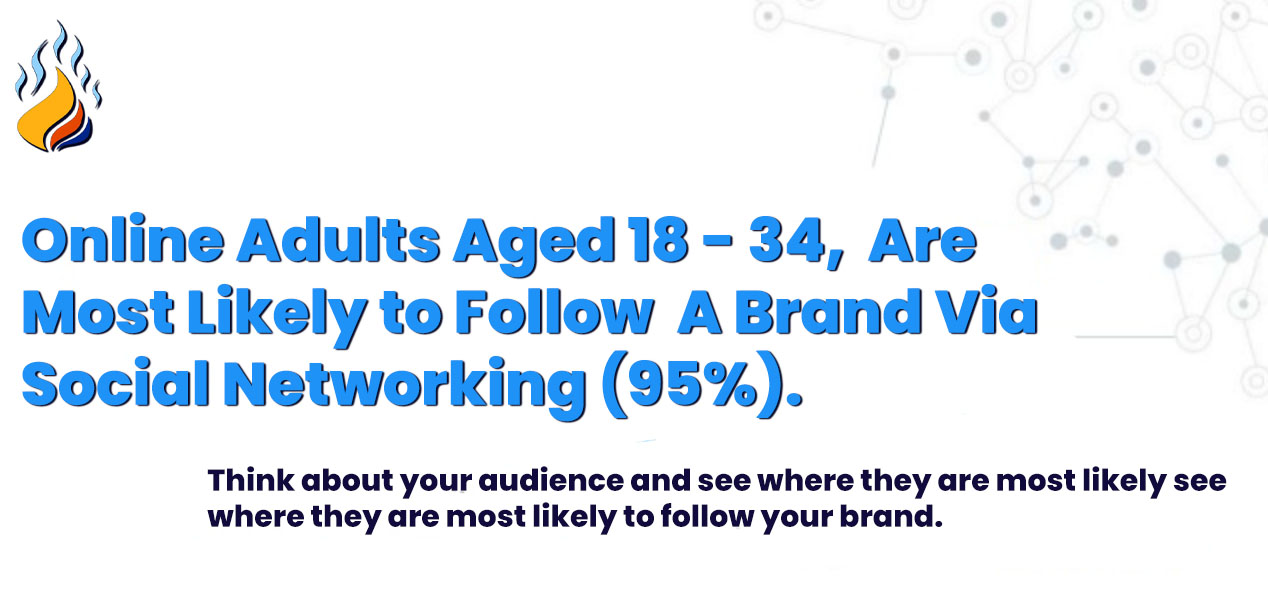 Online Adults Aged 18 - 34, Are
Most Likely to Follow A Brand Via
Social Networking (95%).
Think about your audience and see where they are most likely see
where they are most likely to follow your brand.